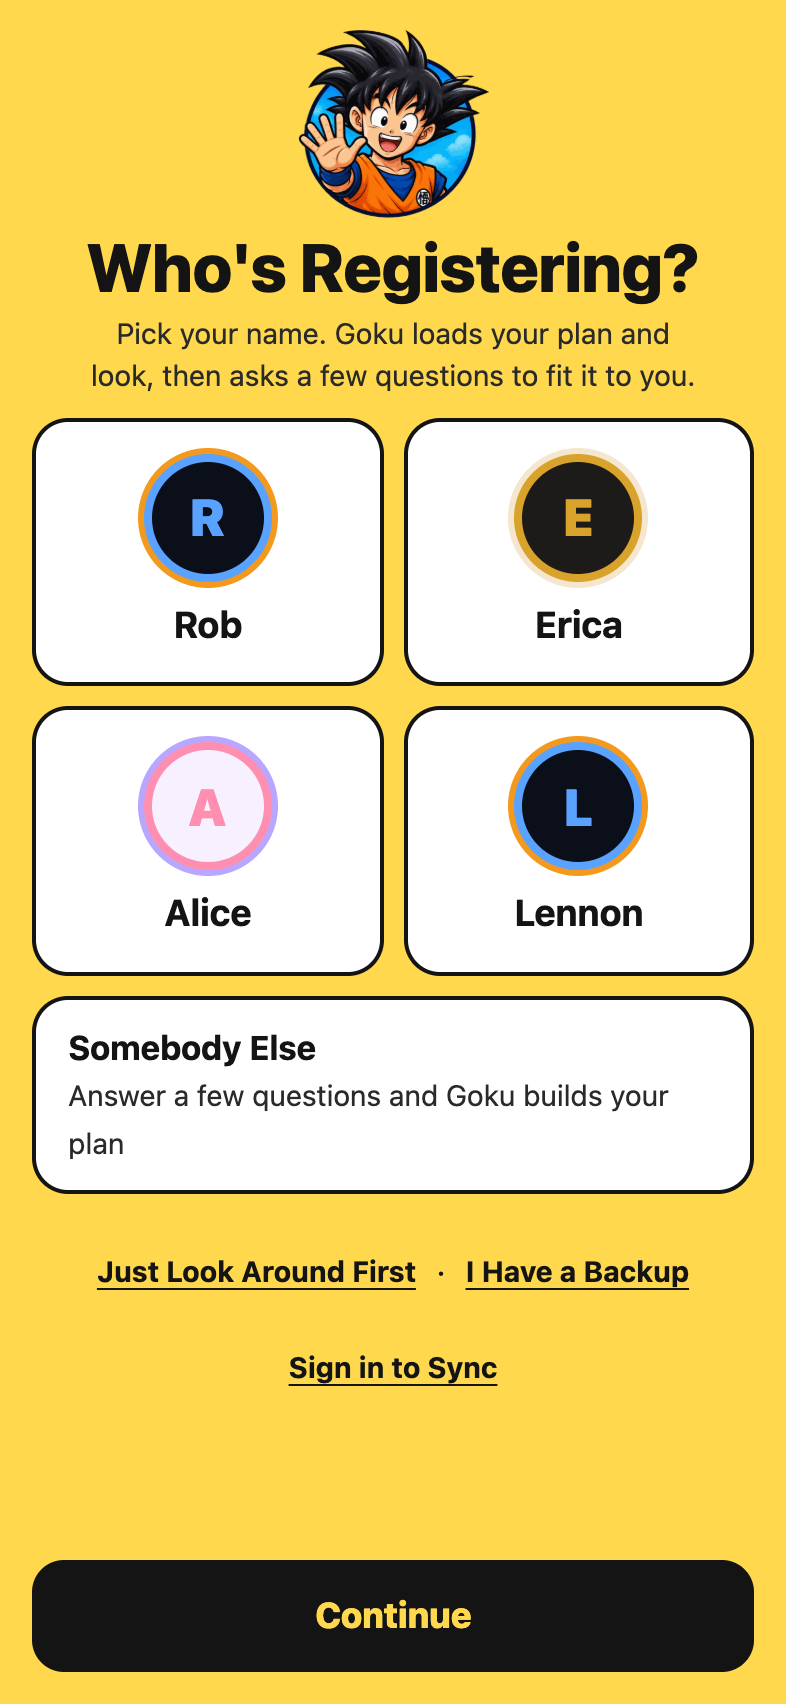 悟
Who's Registering?
Pick your name. Goku loads your plan and
look, then asks a few questions to fit it to you.
R
E
Rob
Erica
A
L
Alice
Lennon
Somebody Else
Answer a few questions and Goku builds your
plan
Just Look Around First · I Have a Backup
Sign in to Sync
Continue